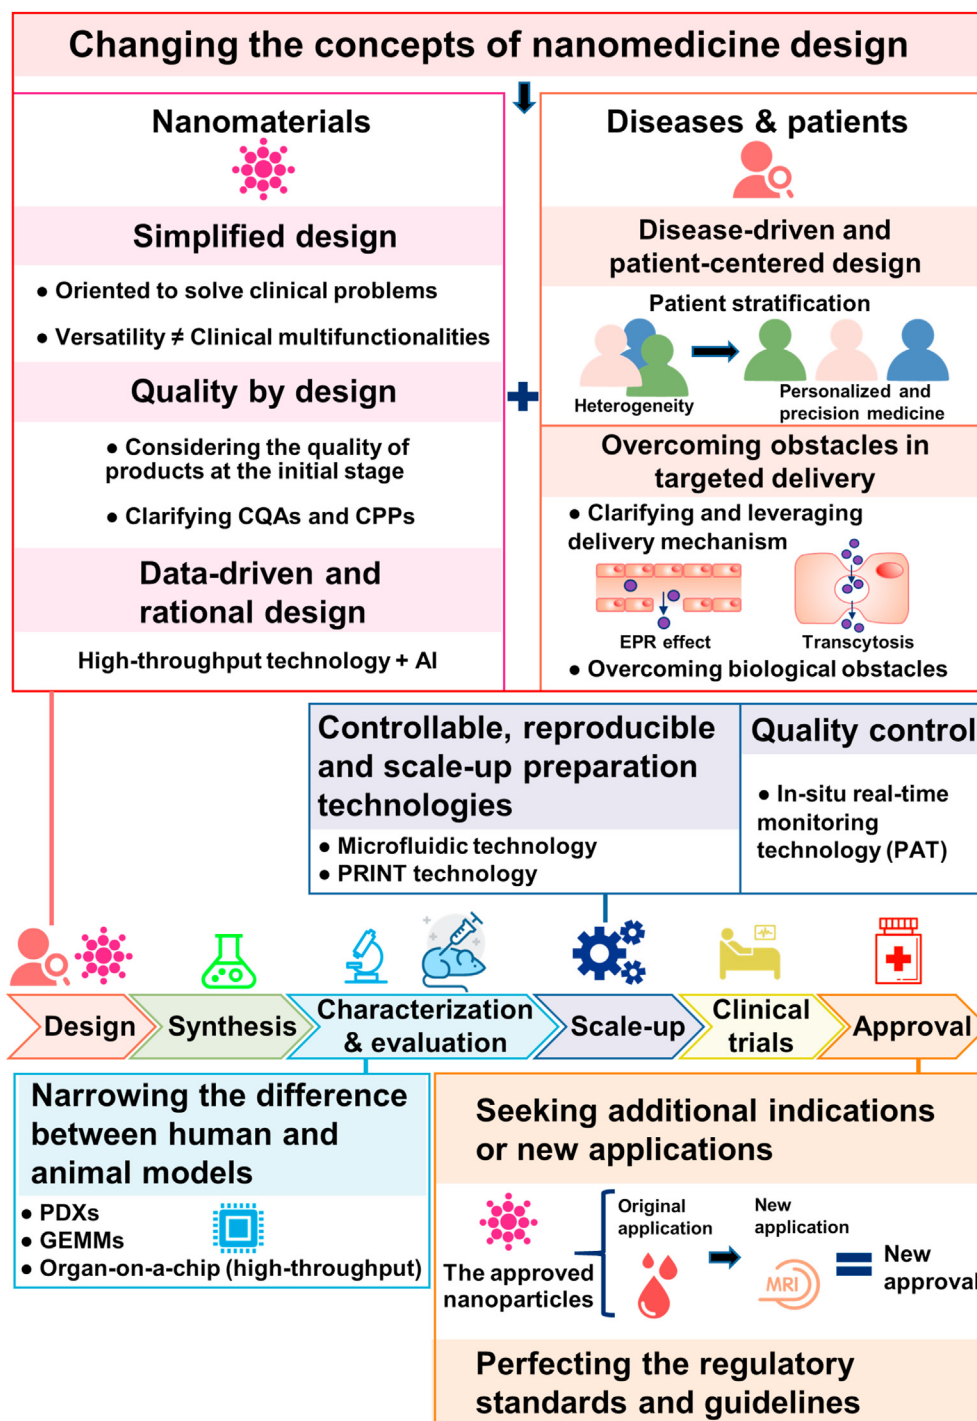 Changing the concepts of nanomedicine design
Nanomaterials
Simplified design
● Oriented to solve clinical problems
● Versatility ≠ Clinical multifunctionalities
Quality by design
● Considering the quality of
products at the initial stage
● Clarifying CQAs and CPPs
Data-driven and
rational design
High-throughput technology + AI
Diseases & patients
Disease-driven and
patient-centered design
Patient stratification
Heterogeneity
Personalized and
precision medicine
Overcoming obstacles in
targeted delivery
● Clarifying and leveraging
delivery mechanism
EPR effect
Transcytosis
● Overcoming biological obstacles
Controllable, reproducible
and scale-up preparation
technologies
● Microfluidic technology
● PRINT technology
Quality control
● In-situ real-time
monitoring
technology (PAT)
Design
Synthesis
Characterization
& evaluation
Scale-up
Clinical
trials
Approval
Narrowing the difference
between human and
animal models
● PDXs
● GEMMs
● Organ-on-a-chip (high-throughput)
Seeking additional indications
or new applications
The approved
nanoparticles
Original
application
New
application
MRI
New
approval
Perfecting the regulatory
standards and guidelines